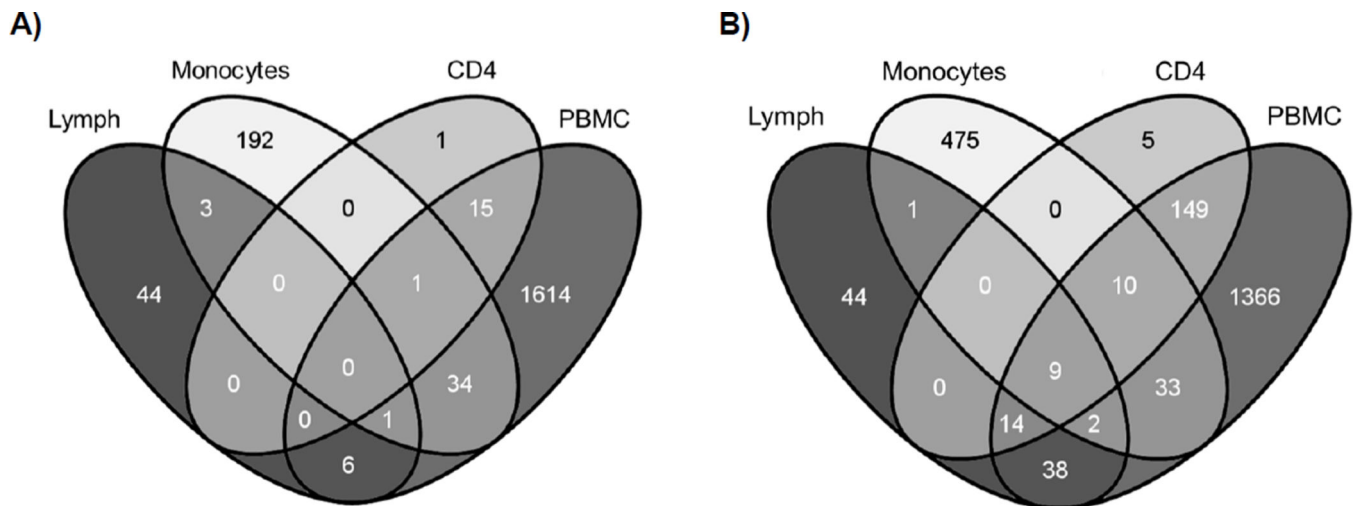 A)
Monocytes CD4
Lymph PBMC
192 1
3 0 15
44 0 1 1614
0 0 34
0 1
6
B)
Monocytes CD4
Lymph PBMC
475 5
1 0 149
44 0 10 1366
0 9 33
14 2
38